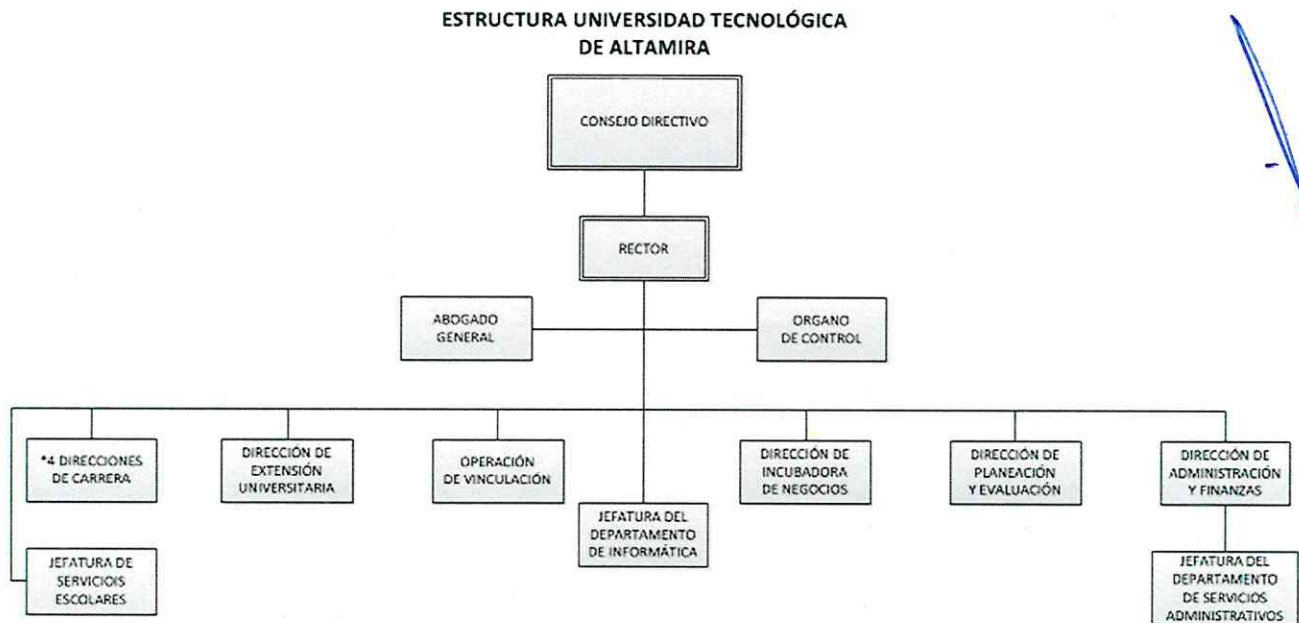 ESTRUCTURA UNIVERSIDAD TECNOLÓGICA
DE ALTAMIRA
CONSEJO DIRECTIVO
RECTOR
ABOGADO
GENERAL
ORGANO
DE CONTROL
*4 DIRECCIONES
DE CARRERA
DIRECCIÓN DE
EXTENSIÓN
UNIVERSITARIA
OPERACIÓN
DE VINCULACIÓN
DIRECCIÓN DE
INCUBADORA
DE NEGOCIOS
DIRECCIÓN DE
PLANEACIÓN
Y EVALUACIÓN
DIRECCIÓN DE
ADMINISTRACIÓN
Y FINANZAS
JEFATURA DEL
DEPARTAMENTO
DE INFORMÁTICA
JEFATURA DE
SERVICIOIS
ESCOLARES
JEFATURA DEL
DEPARTAMENTO
DE SERVICIOS
ADMINISTRATIVOS